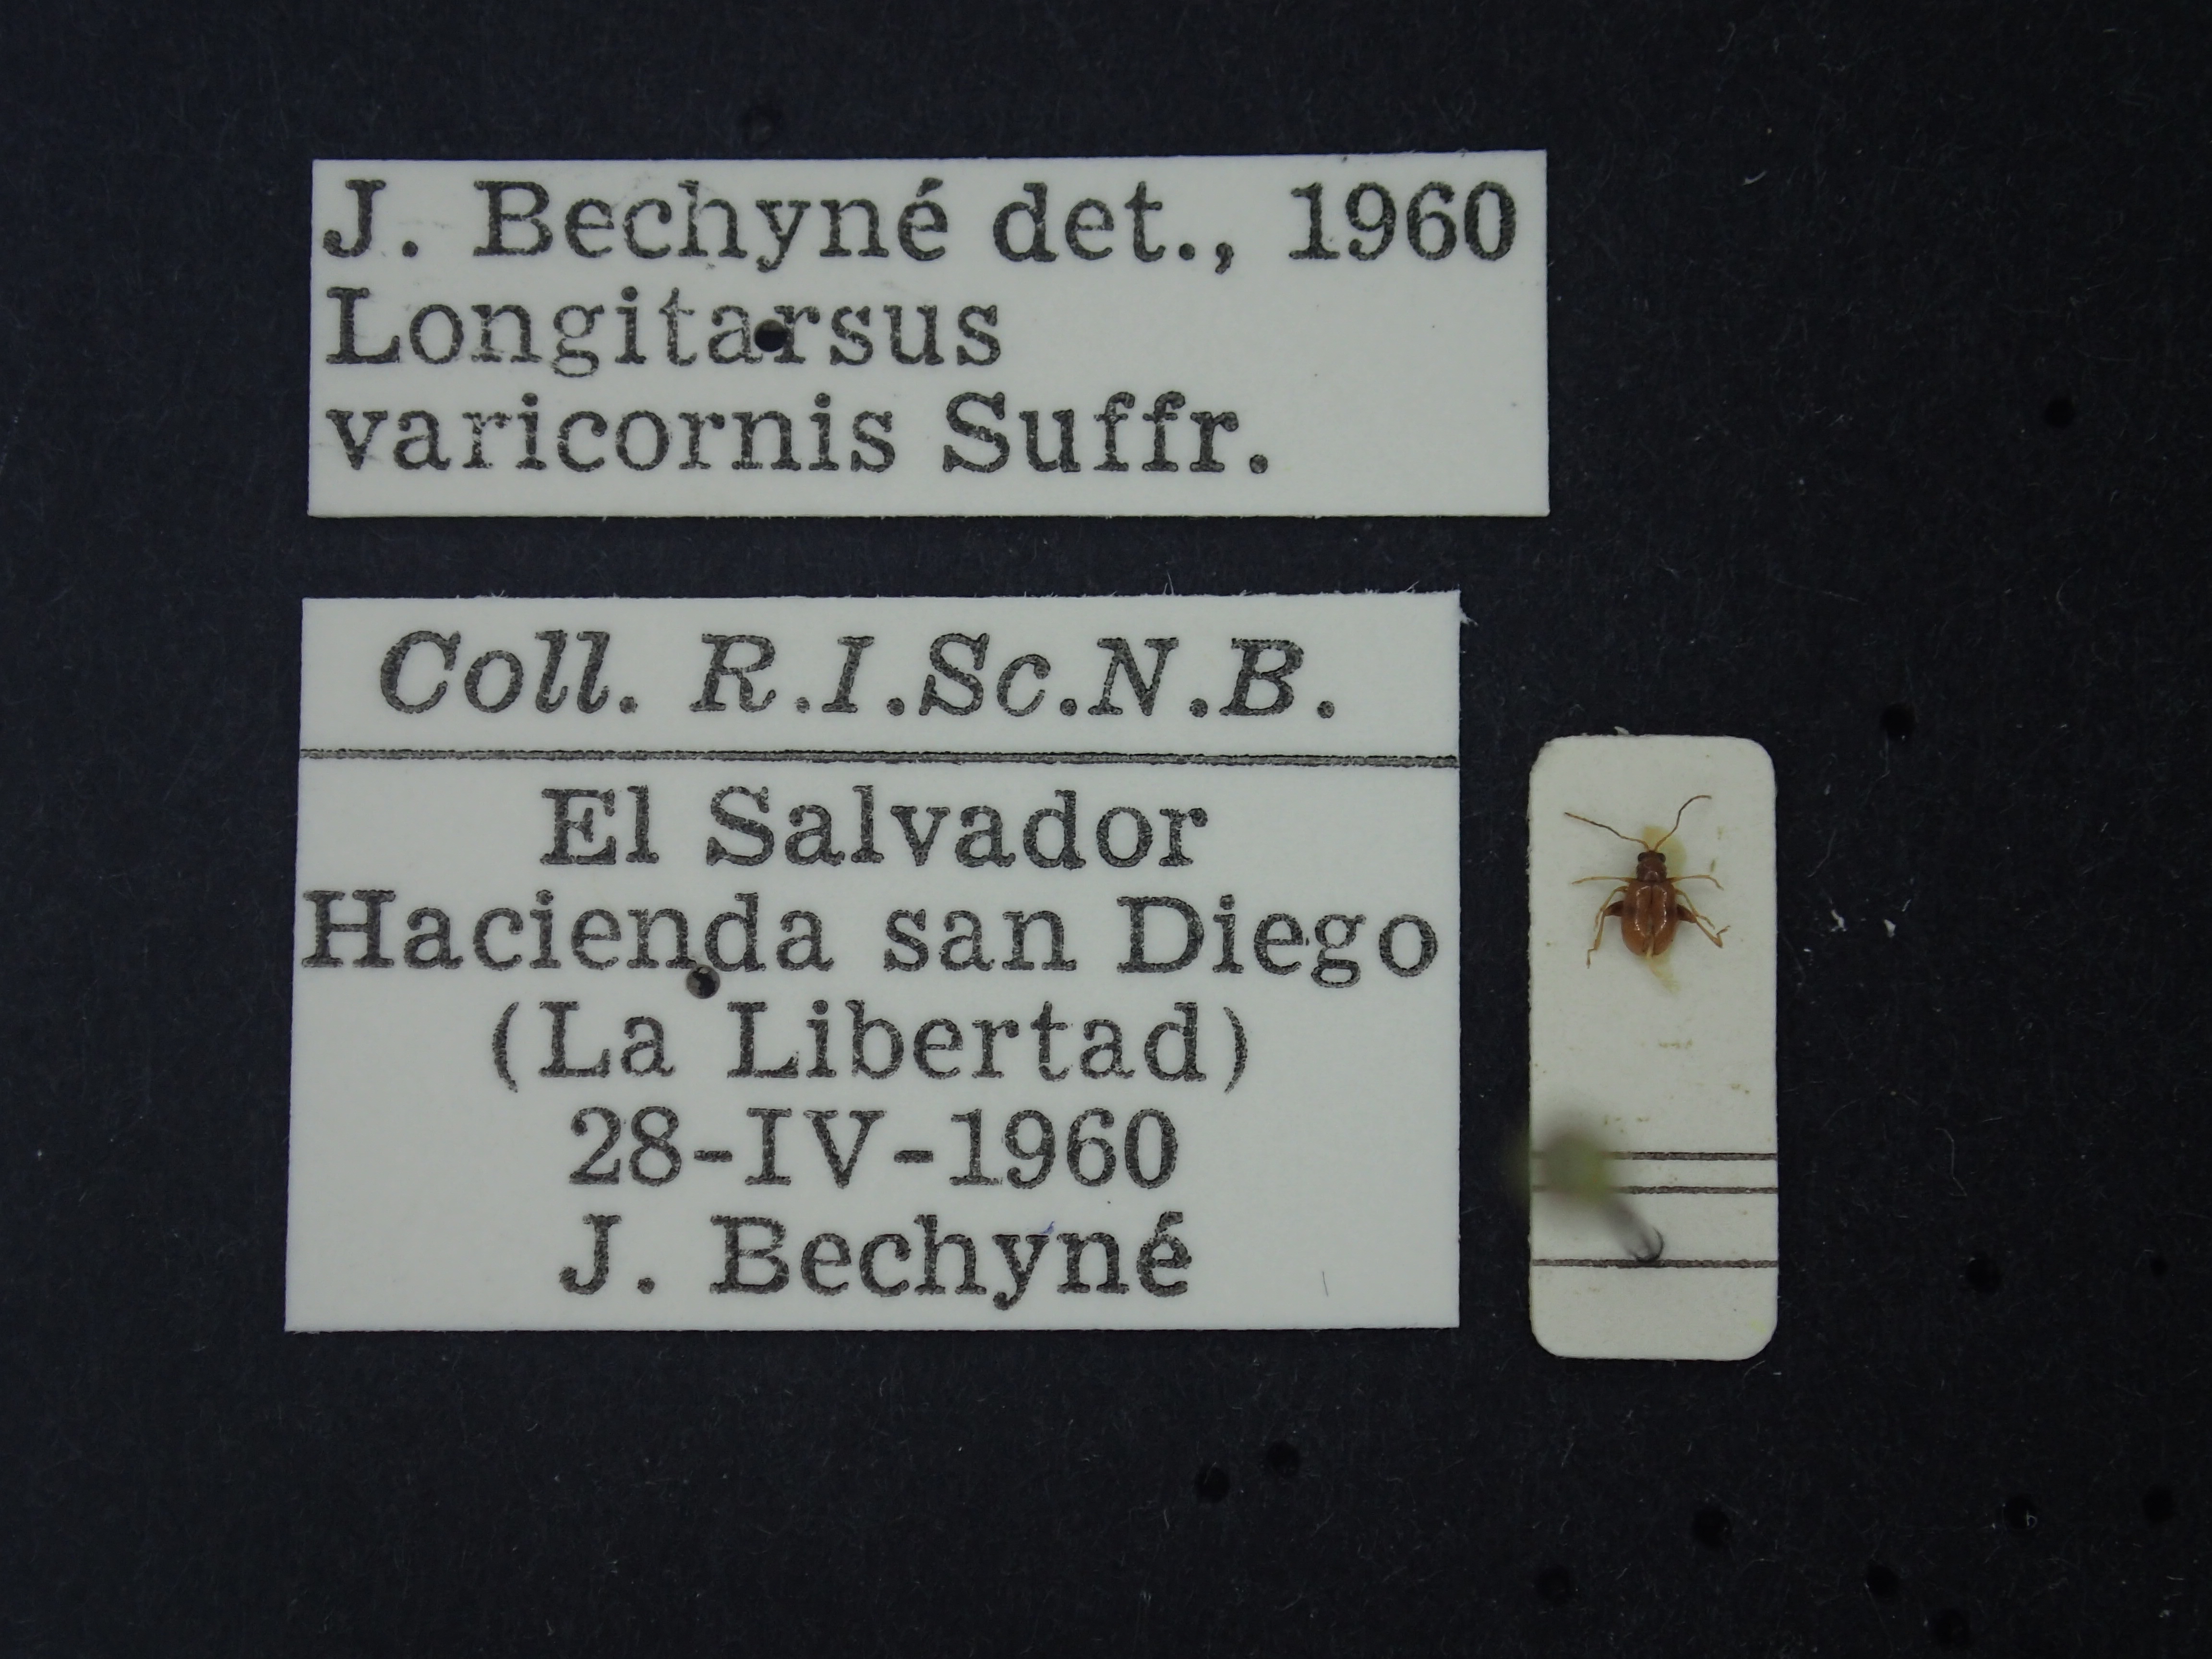 J. Bechyné det., 1960
Longitarsus
varicornis Suffr.
Coll. R.I.Sc.N.B.
El Salvador
Hacienda san Diego
(La Libertad)
28-IV-1960
J. Bechyné